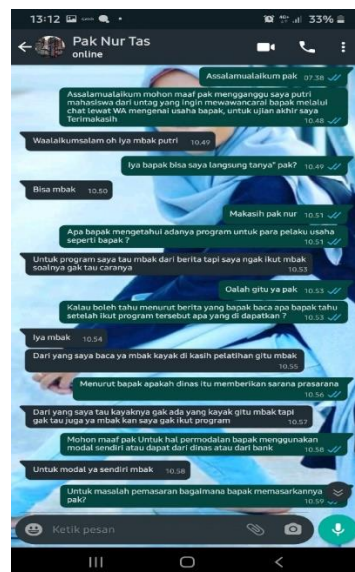 13:12
33%
Pak Nur Tas
online
Assalamualaikum pak 07.38
Assalamualaikum mohon maaf pak mengganggu saya putri
mahasiswa dari untag yang ingin mewawancarai bapak melalui
chat lewat WA mengenai usaha bapak, untuk ujian akhir saya
Terimakasih
10.48
Waalaikumsalam oh iya mbak putri 10.49
Iya bapak bisa saya langsung tanya" pak? 10.49
Bisa mbak 10.50
Makasih pak nur 10.51
Apa bapak mengetahui adanya program untuk para pelaku usaha
seperti bapak ?
10.51
Untuk program saya tau mbak dari berita tapi saya ngak ikut mbak
soalnya gak tau caranya
10.53
Oalah gitu ya pak 10.53
Kalau boleh tahu menurut berita yang bapak baca apa bapak tahu
setelah ikut program tersebut apa yang di dapatkan ? 10.53
Iya mbak 10.54
Dari yang saya baca ya mbak kayak di kasih pelatihan gitu mbak
10.55
Menurut bapak apakah dinas itu memberikan sarana prasarana
10.56
Dari yang saya tau kayaknya gak ada yang kayak gitu mbak tapi
gak tau juga ya mbak kan saya gak ikut program 10.57
Mohon maaf pak Untuk hal permodalan bapak menggunakan
modal sendiri atau dapat dari dinas atau dari bank 10.58
Untuk modal ya sendiri mbak 10.58
Untuk masalah pemasaran bagaimana bapak memasarkannya
pak?
10.59
Ketik pesan